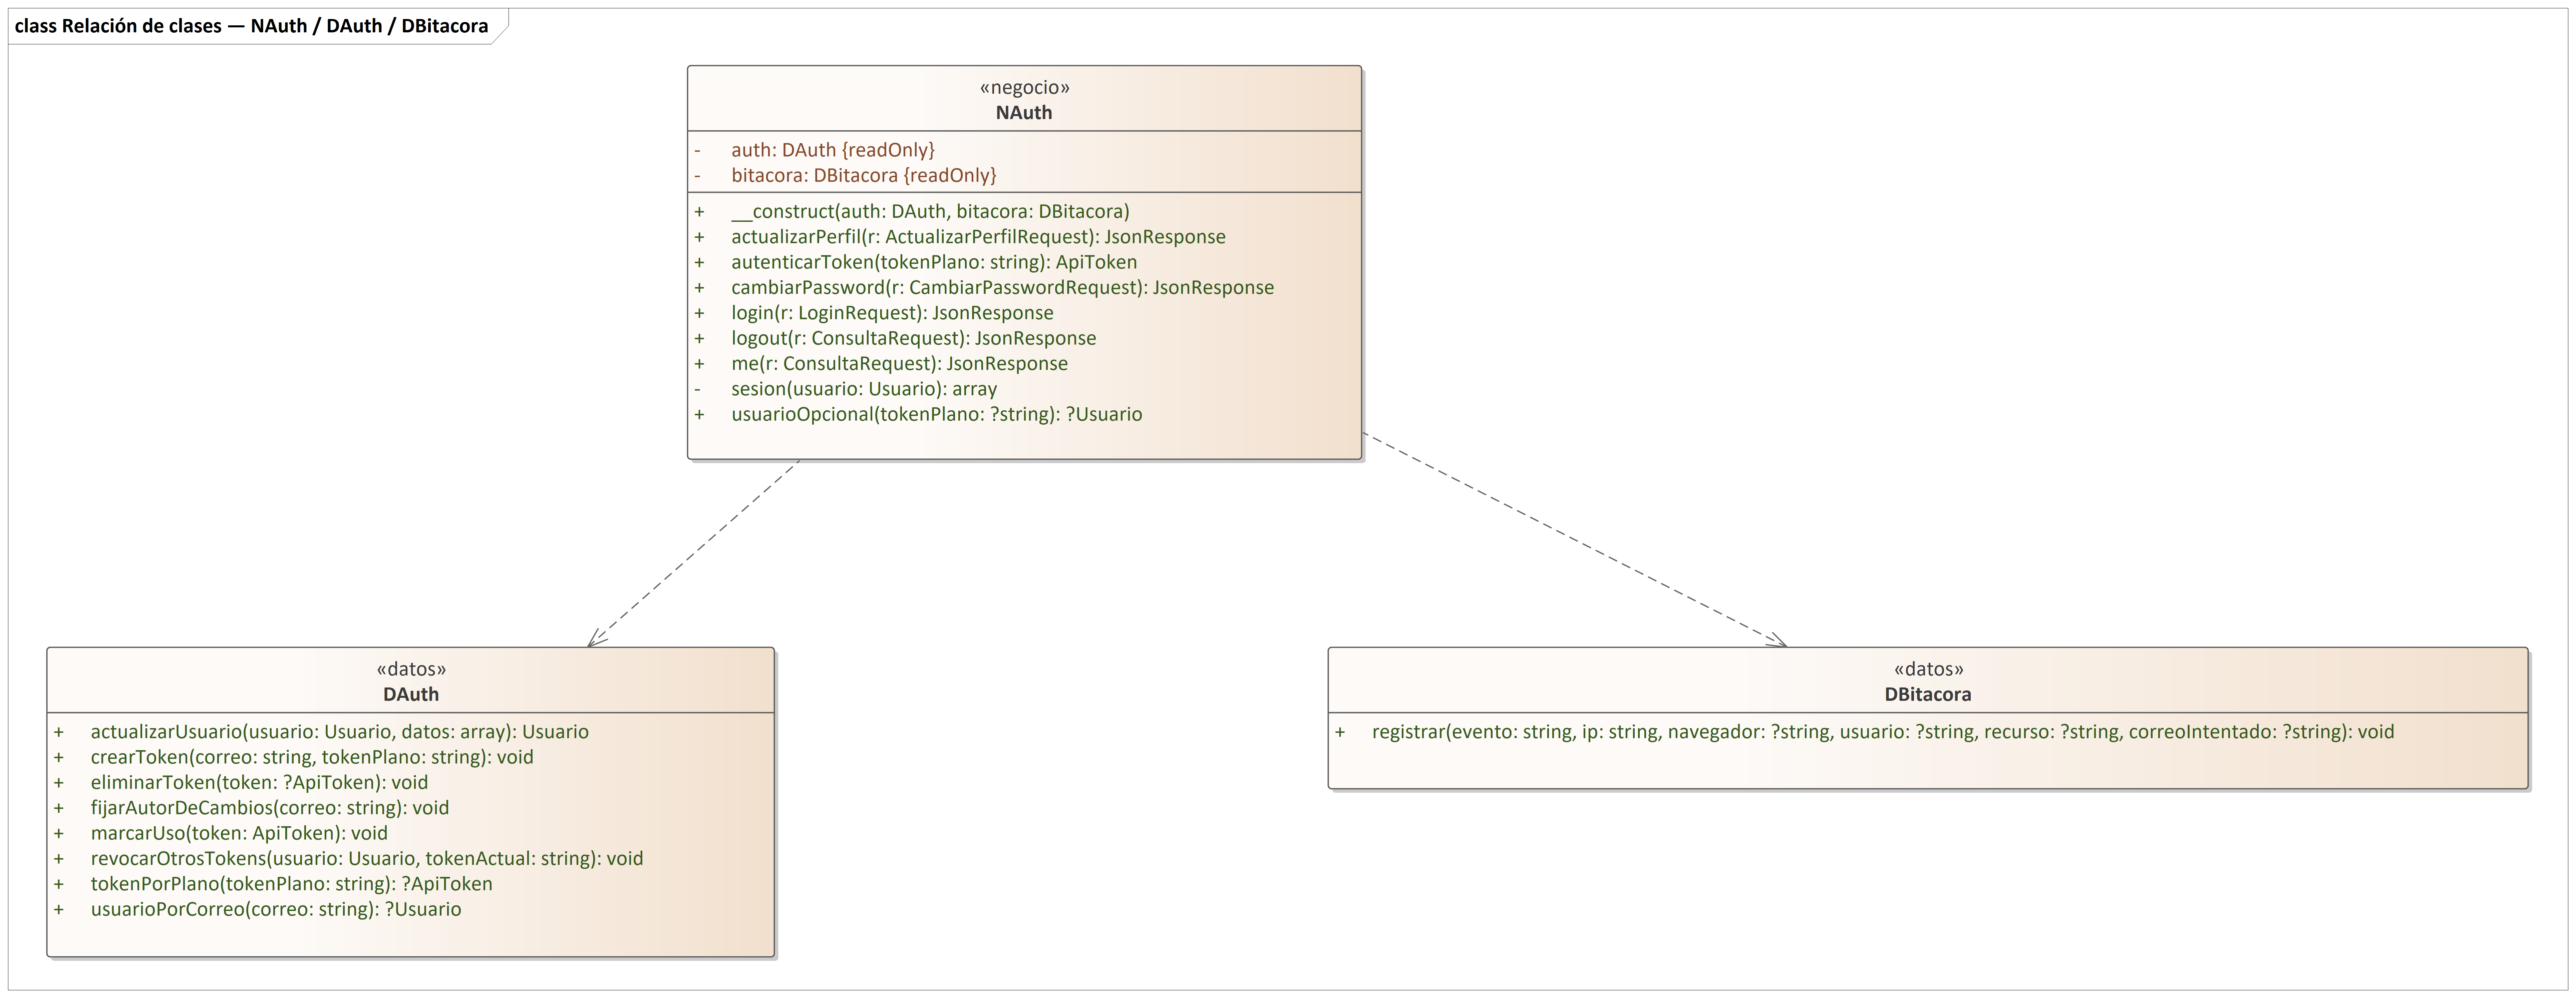 class Relación de clases — NAuth / DAuth / DBitacora
«negocio»
NAuth
- auth: DAuth {readOnly}
- bitacora: DBitacora {readOnly}
+ __construct(auth: DAuth, bitacora: DBitacora)
+ actualizarPerfil(r: ActualizarPerfilRequest): JsonResponse
+ autenticarToken(tokenPlano: string): ApiToken
+ cambiarPassword(r: CambiarPasswordRequest): JsonResponse
+ login(r: LoginRequest): JsonResponse
+ logout(r: ConsultaRequest): JsonResponse
+ me(r: ConsultaRequest): JsonResponse
- sesion(usuario: Usuario): array
+ usuarioOpcional(tokenPlano: ?string): ?Usuario
«datos»
DAuth
+ actualizarUsuario(usuario: Usuario, datos: array): Usuario
+ crearToken(correo: string, tokenPlano: string): void
+ eliminarToken(token: ?ApiToken): void
+ fijarAutorDeCambios(correo: string): void
+ marcarUso(token: ApiToken): void
+ revocarOtrosTokens(usuario: Usuario, tokenActual: string): void
+ tokenPorPlano(tokenPlano: string): ?ApiToken
+ usuarioPorCorreo(correo: string): ?Usuario
«datos»
DBitacora
+ registrar(evento: string, ip: string, navegador: ?string, usuario: ?string, recurso: ?string, correoIntentado: ?string): void